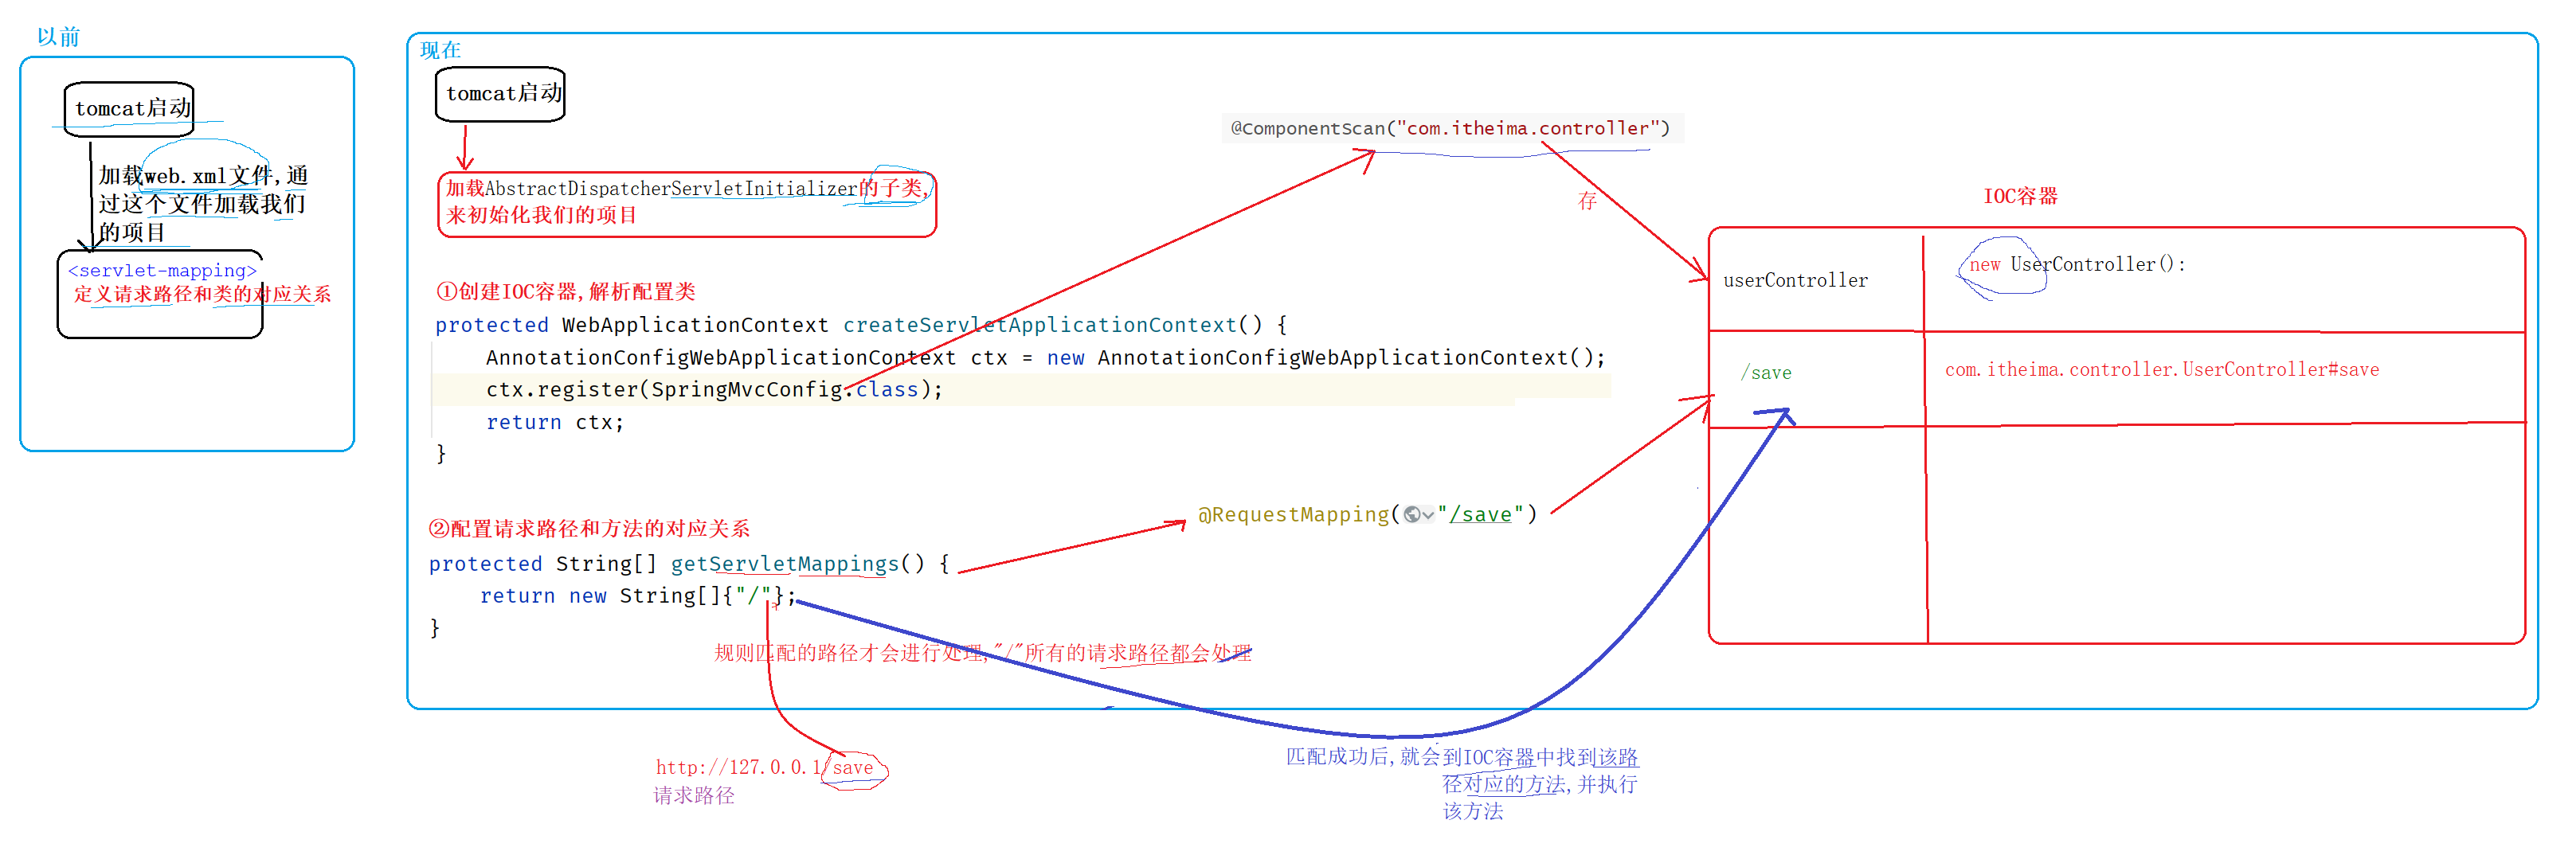 以前
tomcat启动
加载web.xml文件,通
过这个文件加载我们
的项目
<servlet-mapping>
定义请求路径和类的对应关系
现在
tomcat启动
加载AbstractDispatcherServletInitializer的子类,
来初始化我们的项目
①创建IOC容器,解析配置类
protected WebApplicationContext createServletApplicationContext() {
AnnotationConfigWebApplicationContext ctx = new AnnotationConfigWebApplicationContext();
ctx.register(SpringMvcConfig.class);
return ctx;
}
②配置请求路径和方法的对应关系
protected String[] getServletMappings() {
return new String[]{"/"};
}
规则匹配的路径才会进行处理,"/"所有的请求路径都会处理
http://127.0.0.1/save
请求路径
@ComponentScan("com.itheima.controller")
存
@RequestMapping("/save")
IOC容器
userController
new UserController():
/save
com.itheima.controller.UserController#save
匹配成功后,就会到IOC容器中找到该路
径对应的方法,并执行
该方法